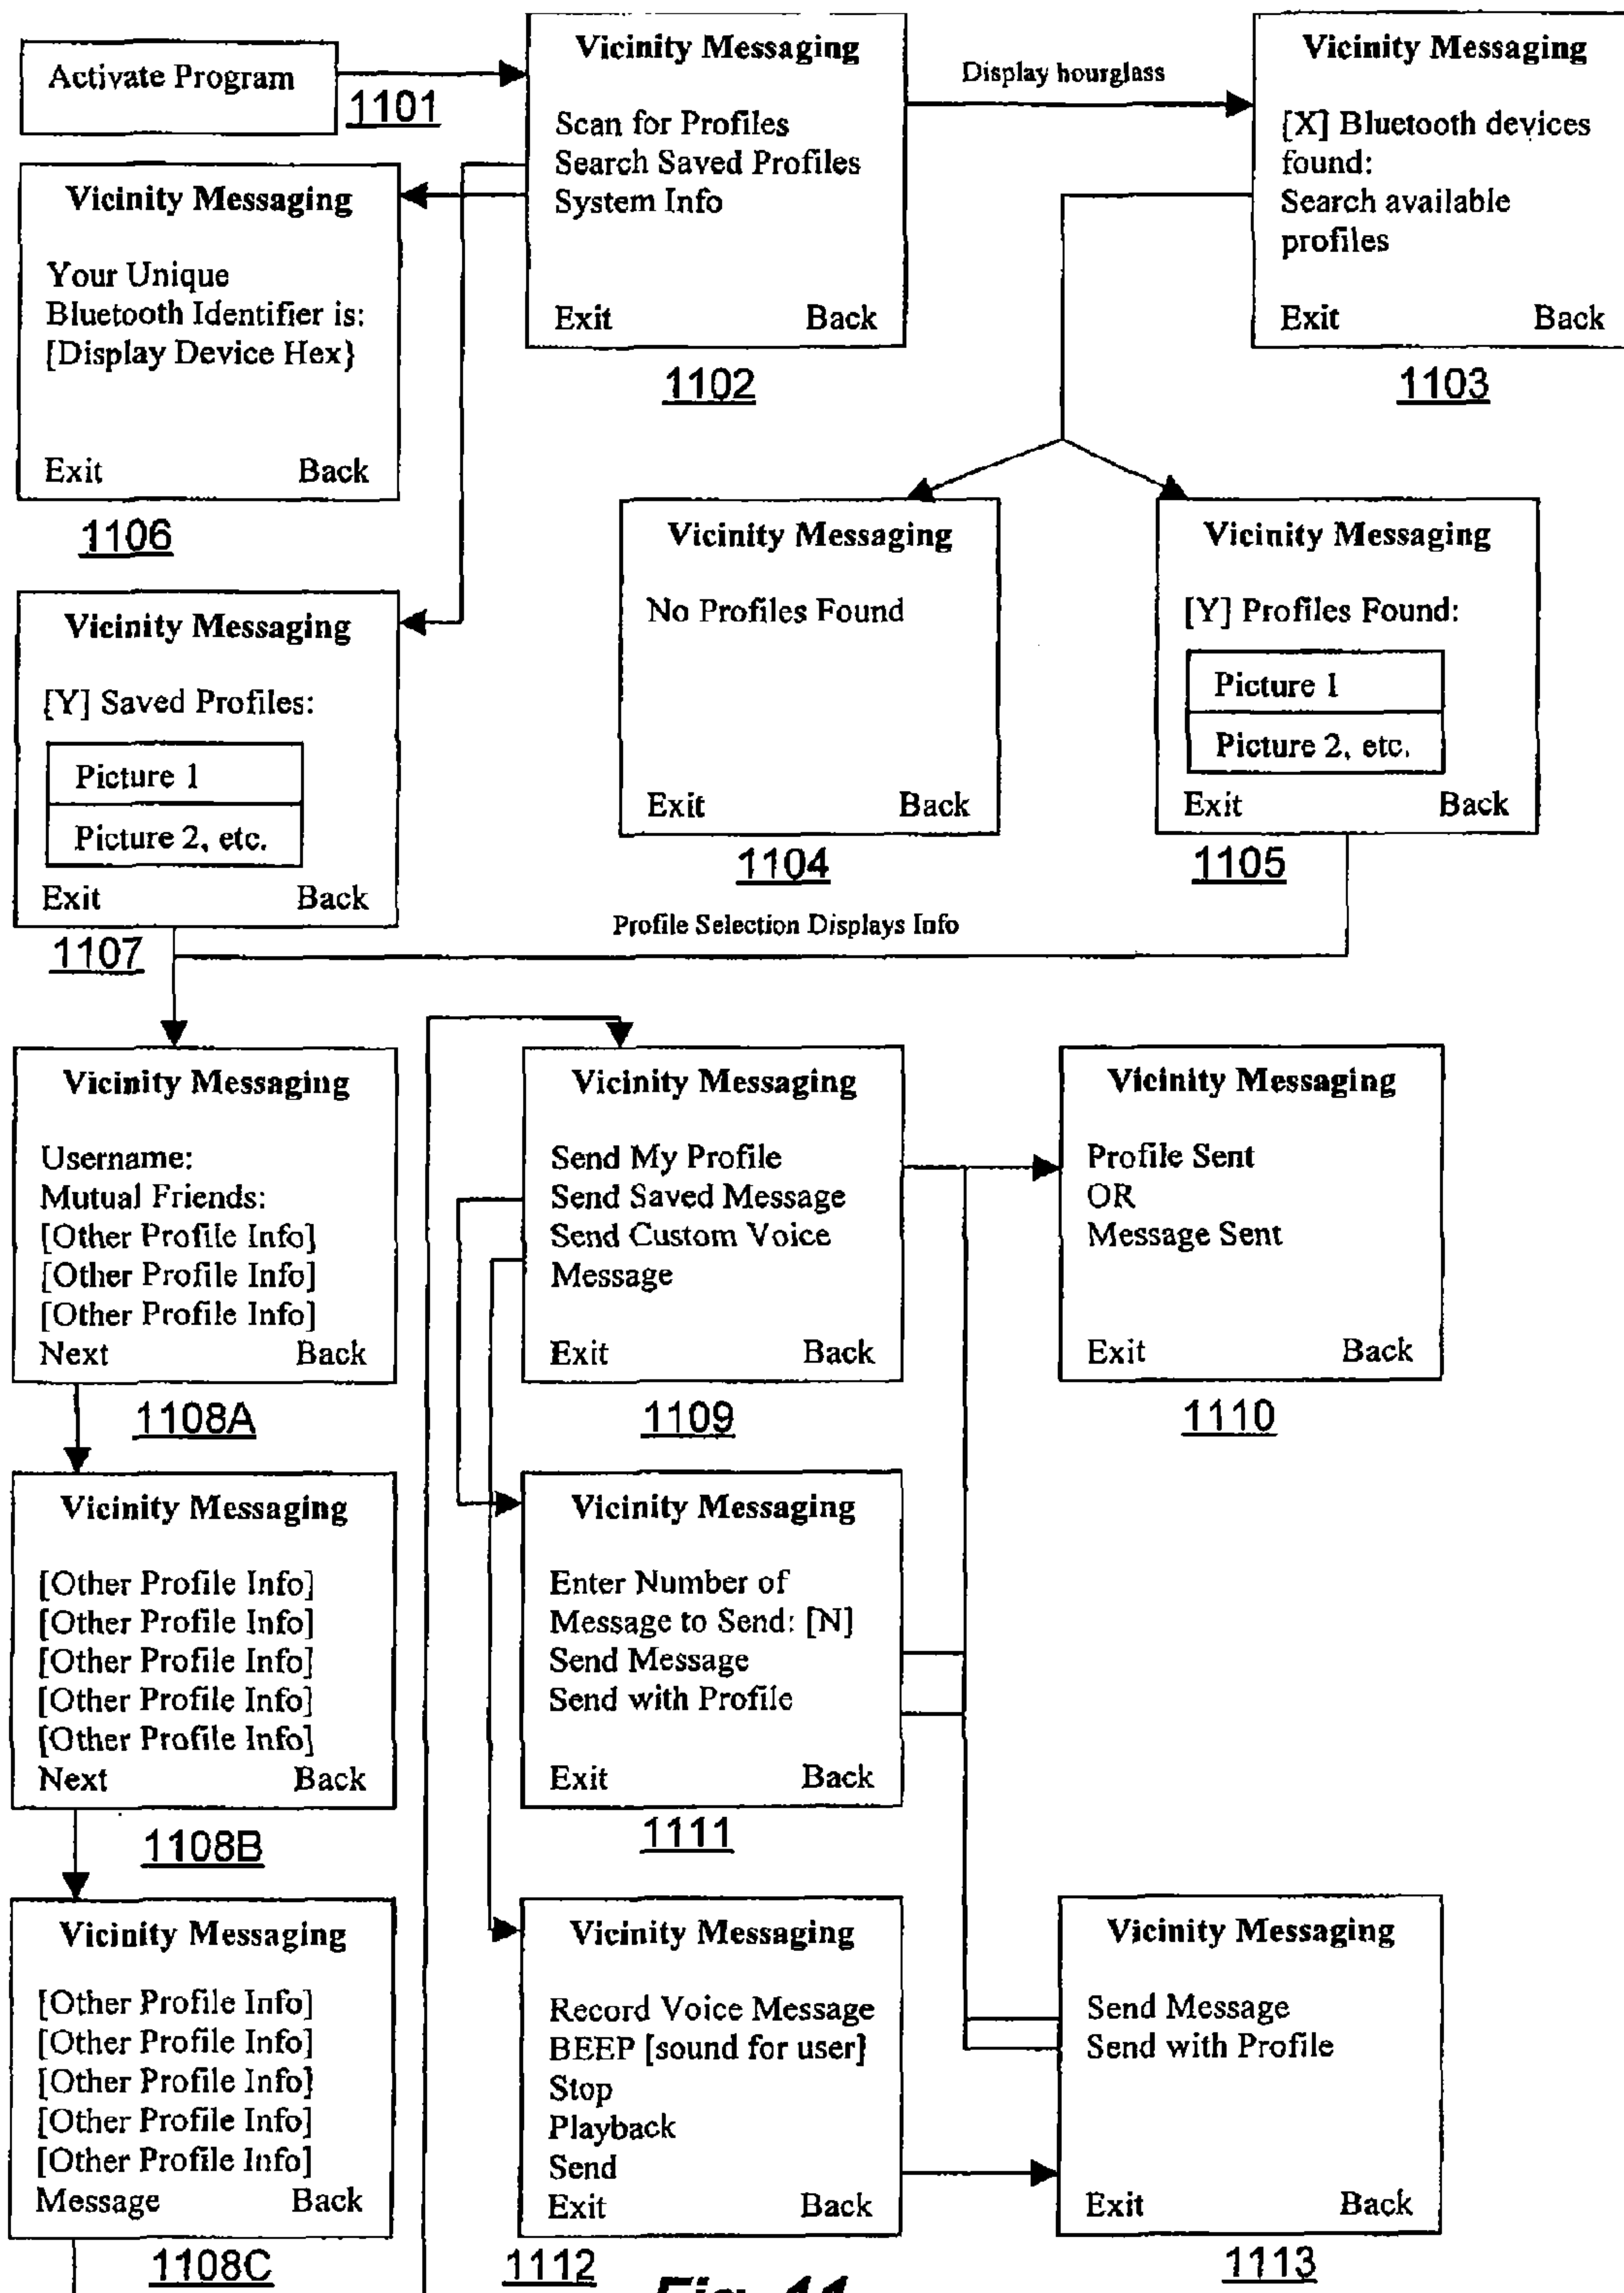 Activate Program
1101
Vicinity Messaging
Scan for Profiles
Search Saved Profiles
System Info
Exit Back
1102
Display hourglass
Vicinity Messaging
[X] Bluetooth devices
found:
Search available
profiles
Exit Back
1103
Vicinity Messaging
Your Unique
Bluetooth Identifier is:
[Display Device Hex}
Exit Back
1106
Vicinity Messaging
No Profiles Found
Exit Back
1104
Vicinity Messaging
[Y] Profiles Found:
Picture 1
Picture 2, etc.
Exit Back
1105
Vicinity Messaging
[Y] Saved Profiles:
Picture 1
Picture 2, etc.
Exit Back
1107
Profile Selection Displays Info
Vicinity Messaging
Username:
Mutual Friends:
[Other Profile Info]
[Other Profile Info]
[Other Profile Info]
Next Back
1108A
Vicinity Messaging
Send My Profile
Send Saved Message
Send Custom Voice
Message
Exit Back
1109
Vicinity Messaging
Profile Sent
OR
Message Sent
Exit Back
1110
Vicinity Messaging
[Other Profile Info]
[Other Profile Info]
[Other Profile Info]
[Other Profile Info]
[Other Profile Info]
Next Back
1108B
Vicinity Messaging
Enter Number of
Message to Send: [N]
Send Message
Send with Profile
Exit Back
1111
Vicinity Messaging
[Other Profile Info]
[Other Profile Info]
[Other Profile Info]
[Other Profile Info]
[Other Profile Info]
Message Back
1108C
Vicinity Messaging
Record Voice Message
BEEP [sound for user]
Stop
Playback
Send
Exit Back
1112
Vicinity Messaging
Send Message
Send with Profile
Exit Back
1113
Fig. 11